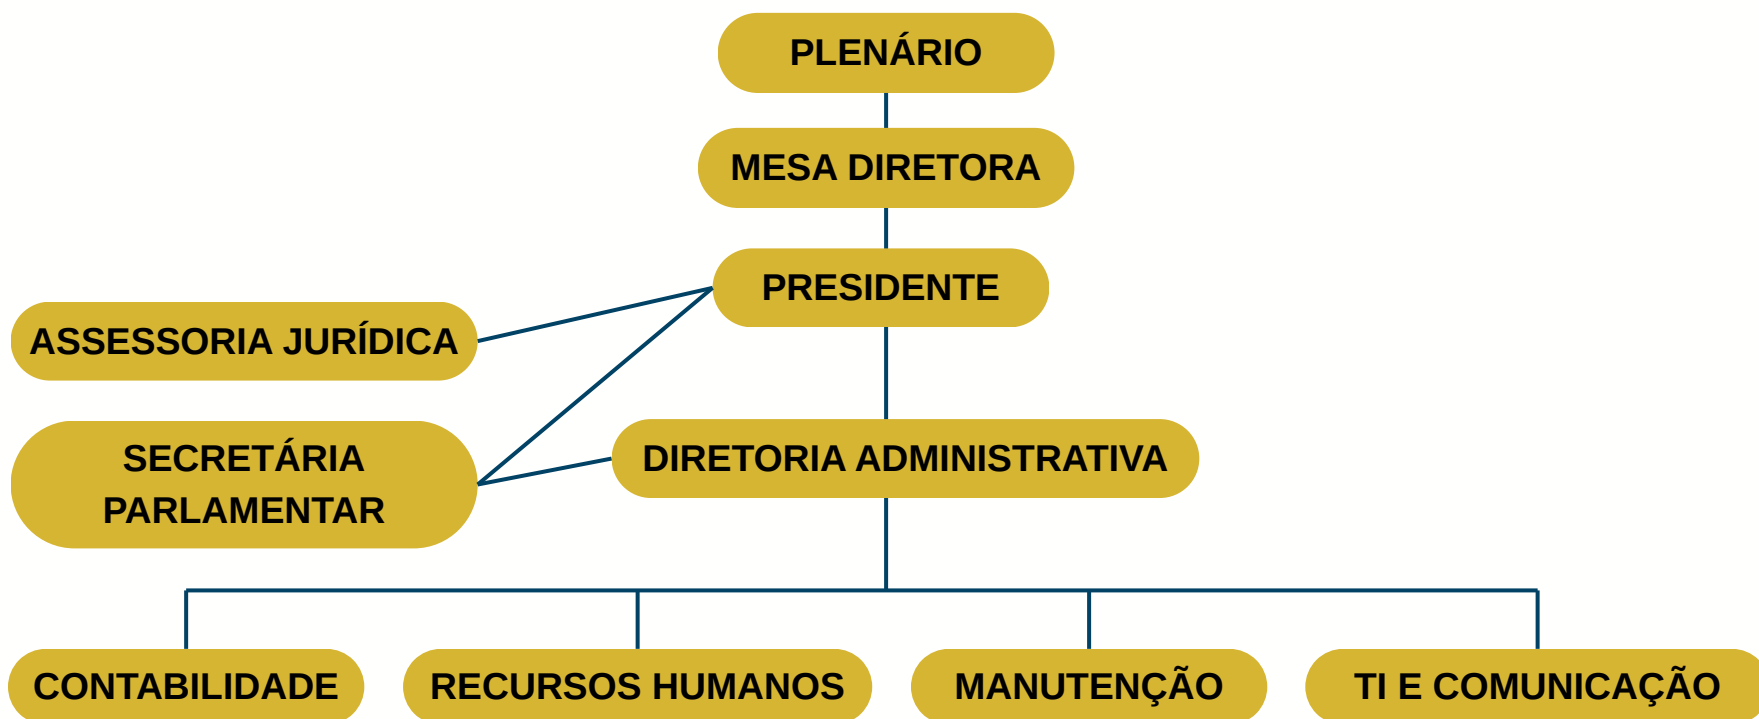 PLENÁRIO
MESA DIRETORA
PRESIDENTE
ASSESSORIA JURÍDICA
SECRETÁRIA
PARLAMENTAR
DIRETORIA ADMINISTRATIVA
CONTABILIDADE
RECURSOS HUMANOS
MANUTENÇÃO
TI E COMUNICAÇÃO